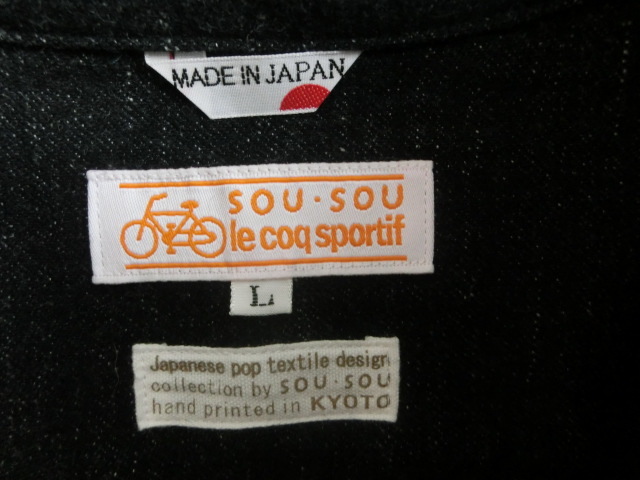 MADE IN JAPAN
SOU・SOU
le coq sportif
L
Japanese pop textile design
collection by SOU・SOU
hand printed in KYOTO